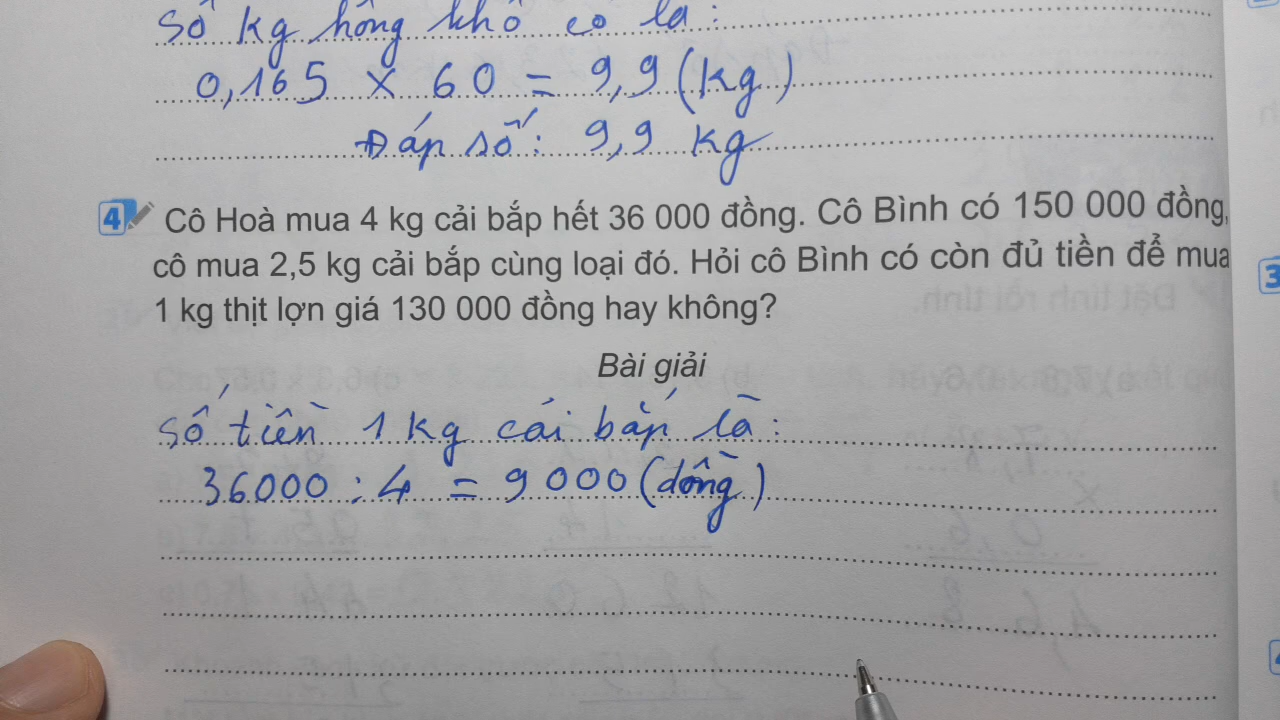 Số kg hồng khô có là:
0,165 x 60 = 9,9 (kg)
Đáp số: 9,9 kg
4 Cô Hoà mua 4 kg cải bắp hết 36 000 đồng. Cô Bình có 150 000 đồng,
cô mua 2,5 kg cải bắp cùng loại đó. Hỏi cô Bình có còn đủ tiền để mua
1 kg thịt lợn giá 130 000 đồng hay không?
Bài giải
Số tiền 1 kg cải bắp là:
36000 : 4 = 9 000 (đồng)
3